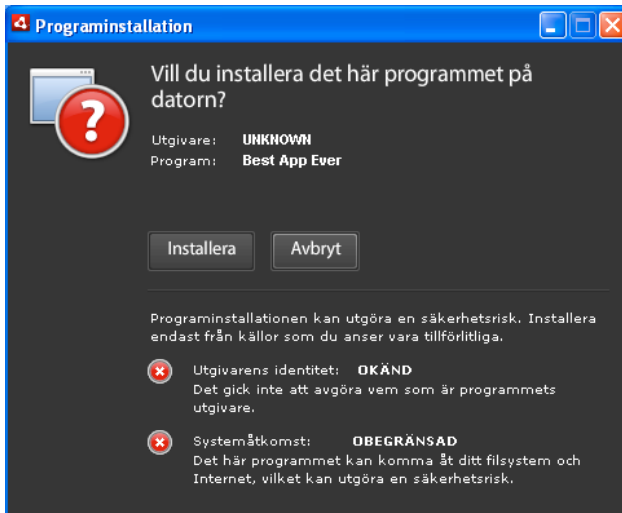 Programinstallation
Vill du installera det här programmet på
datorn?
Utgivare: UNKNOWN
Program: Best App Ever
Installera Avbryt
Programinstallationen kan utgöra en säkerhetsrisk. Installera
endast från källor som du anser vara tillförlitliga.
Utgivarens identitet: OKÄND
Det gick inte att avgöra vem som är programmets
utgivare.
Systemåtkomst: OBEGRÄNSAD
Det här programmet kan komma åt ditt filsystem och
Internet, vilket kan utgöra en säkerhetsrisk.